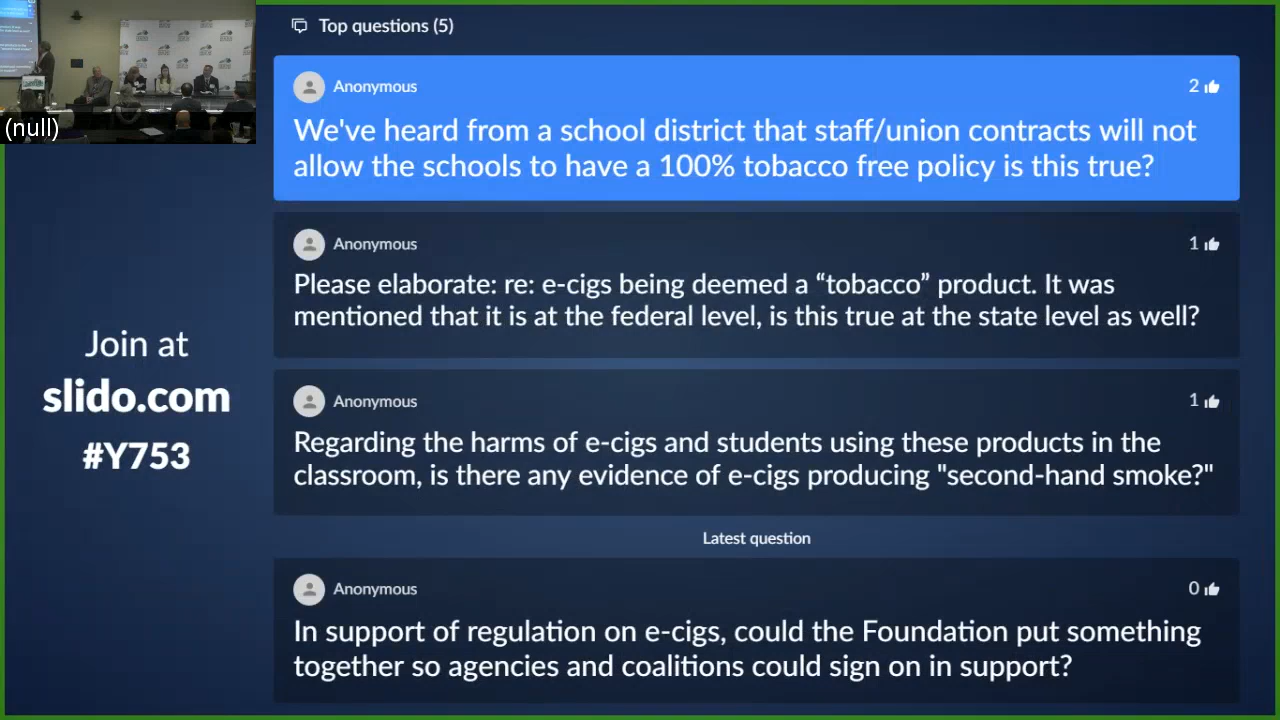 Top questions (5)
Anonymous
2
We've heard from a school district that staff/union contracts will not
allow the schools to have a 100% tobacco free policy is this true?
Anonymous
1
Please elaborate: re: e-cigs being deemed a “tobacco” product. It was
mentioned that it is at the federal level, is this true at the state level as well?
Anonymous
1
Regarding the harms of e-cigs and students using these products in the
classroom, is there any evidence of e-cigs producing "second-hand smoke?"
Latest question
Anonymous
0
In support of regulation on e-cigs, could the Foundation put something
together so agencies and coalitions could sign on in support?
Join at
slido.com
#Y753
(null)